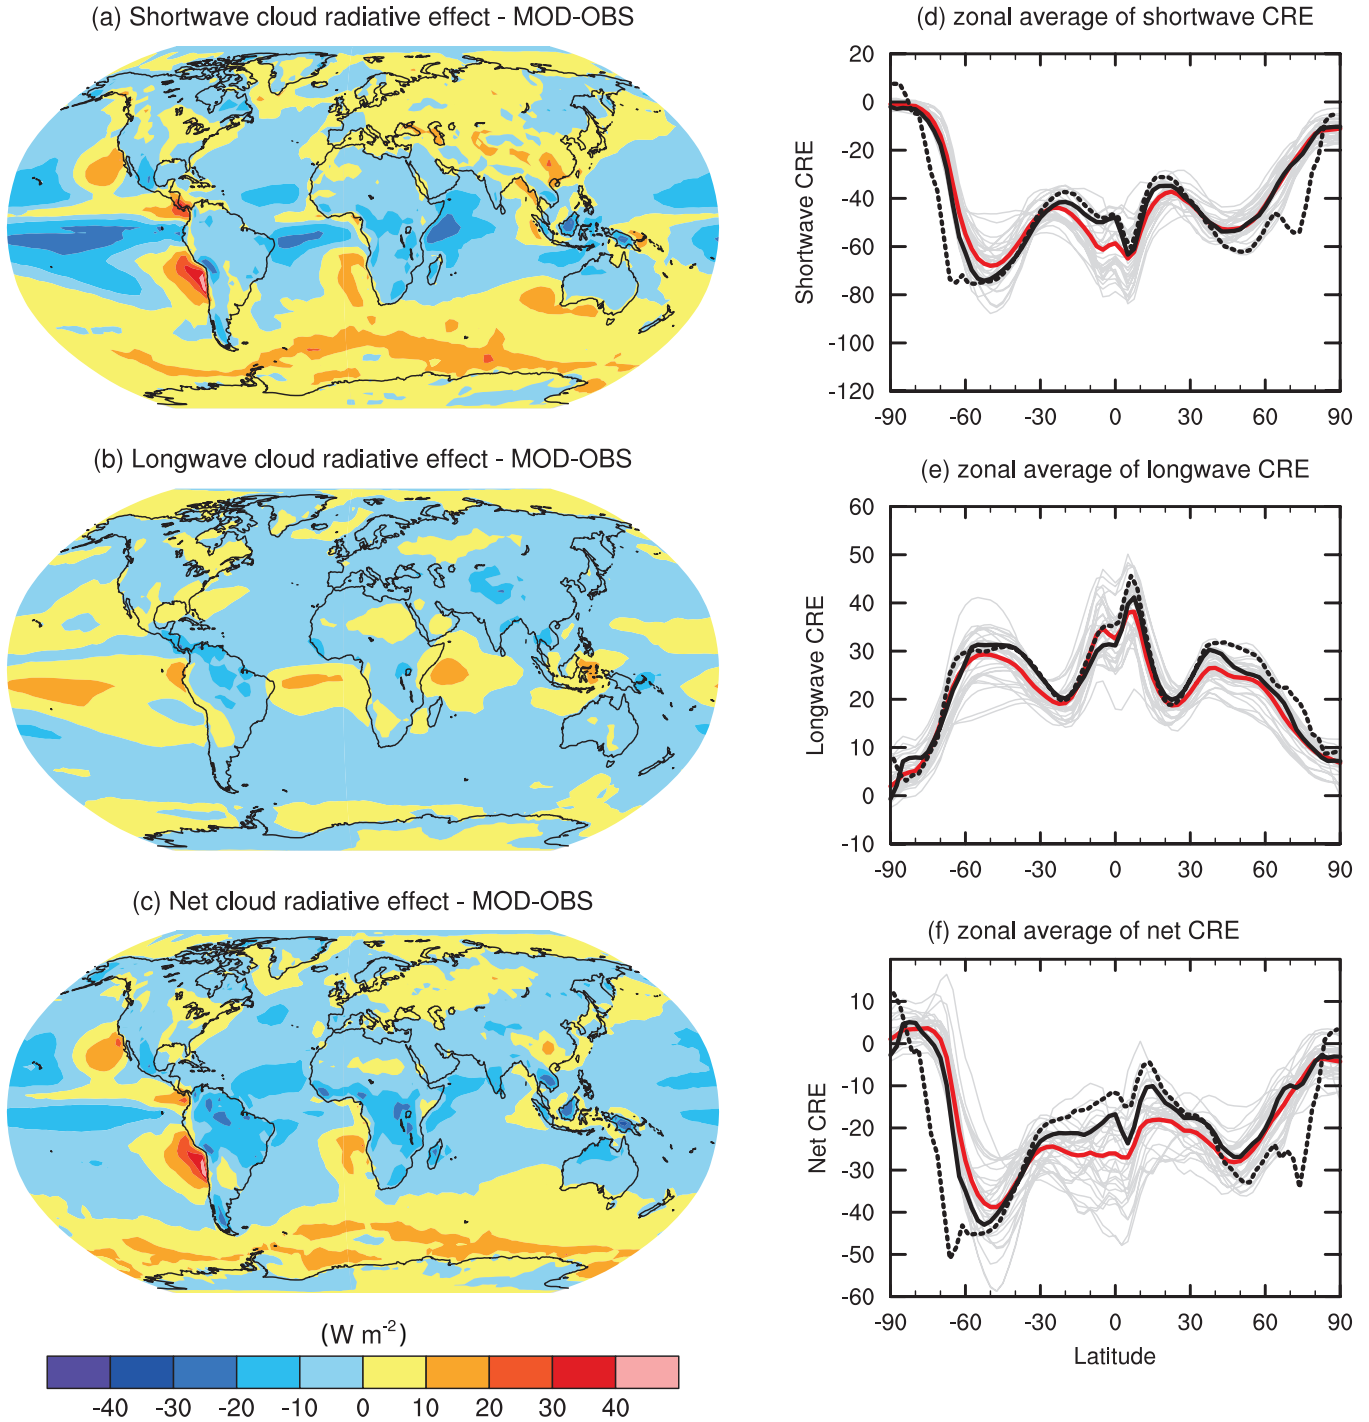 (a) Shortwave cloud radiative effect - MOD-OBS
(d) zonal average of shortwave CRE
20
0
-20
-40
-60
-80
-100
-120
Shortwave CRE
-90 -60 -30 0 30 60 90
(b) Longwave cloud radiative effect - MOD-OBS
(e) zonal average of longwave CRE
60
50
40
30
20
10
0
-10
Longwave CRE
-90 -60 -30 0 30 60 90
(c) Net cloud radiative effect - MOD-OBS
(f) zonal average of net CRE
10
0
-10
-20
-30
-40
-50
-60
Net CRE
-90 -60 -30 0 30 60 90
Latitude
(W m-2)
-40 -30 -20 -10 0 10 20 30 40